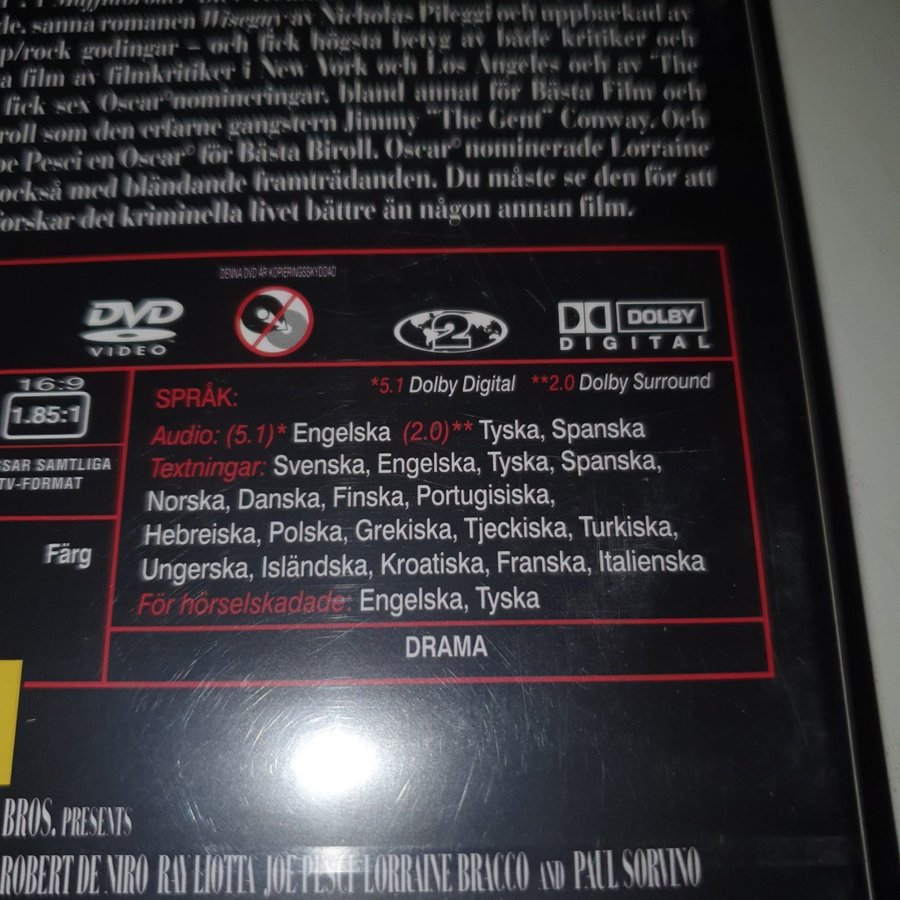 de, sanna romanen Wiseguy av Nicholas Pileggi och uppbackad av
p/rock godingar – och fick högsta betyg av både kritiker och
a film av filmkritiker i New York och Los Angeles och av The
fick sex Oscar® nomineringar, bland annat för Bästa Film och
roll som den erfarne gangstern Jimmy "The Gent" Conway. Och
oe Pesci en Oscar® för Bästa Biroll. Oscar® nominerade Lorraine
också med bländande framträdanden. Du måste se den för att
forskar det kriminella livet bättre än någon annan film.
DENNA DVD ÄR KOPIERINGSSKYDDAD
DVD
VIDEO
2
DOLBY
DIGITAL
16:9
1.85:1
SSAR SAMTLIGA
TV-FORMAT
Färg
SPRÅK:
*5.1 Dolby Digital **2.0 Dolby Surround
Audio: (5.1)* Engelska (2.0)** Tyska, Spanska
Textningar: Svenska, Engelska, Tyska, Spanska,
Norska, Danska, Finska, Portugisiska,
Hebreiska, Polska, Grekiska, Tjeckiska, Turkiska,
Ungerska, Isländska, Kroatiska, Franska, Italienska
För hörselskadade: Engelska, Tyska
DRAMA
BROS. PRESENTS
ROBERT DE NIRO RAY LIOTTA JOE PESCI LORRAINE BRACCO AND PAUL SORVINO